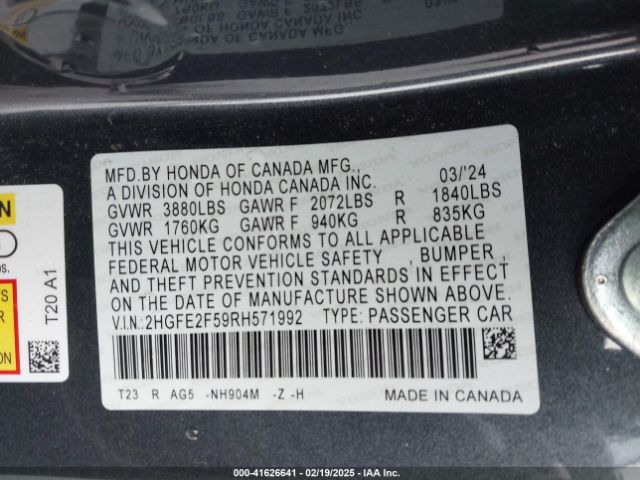 MFD.BY HONDA OF CANADA MFG.,
A DIVISION OF HONDA CANADA INC. 03/'24
GVWR 3880LBS GAWR F 2072LBS R 1840LBS
GVWR 1760KG GAWR F 940KG R 835KG
THIS VEHICLE CONFORMS TO ALL APPLICABLE
FEDERAL MOTOR VEHICLE SAFETY , BUMPER ,
AND THEFT PREVENTION STANDARDS IN EFFECT
ON THE DATE OF MANUFACTURE SHOWN ABOVE.
V.I.N.: 2HGFE2F59RH571992 TYPE: PASSENGER CAR
T23 R AG5 -NH904M -Z -H MADE IN CANADA
T20 A1
000-41626641 / 02/19/2025 / IAA Inc.